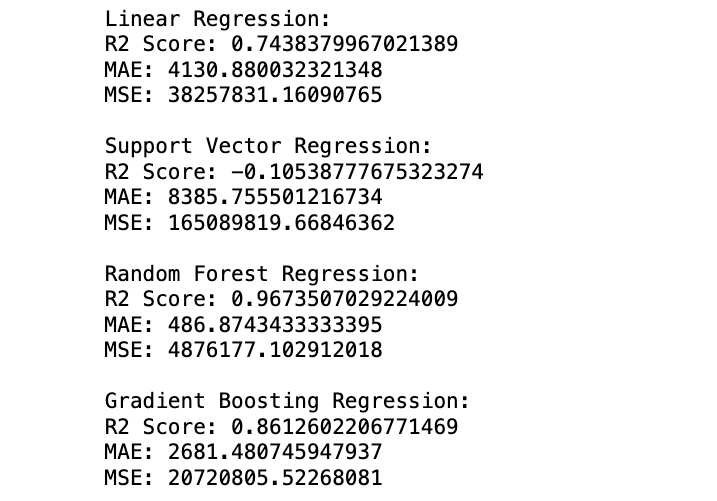 Linear Regression:
R2 Score: 0.7438379967021389
MAE: 4130.880032321348
MSE: 38257831.16090765
Support Vector Regression:
R2 Score: -0.10538777675323274
MAE: 8385.755501216734
MSE: 165089819.66846362
Random Forest Regression:
R2 Score: 0.9673507029224009
MAE: 486.8743433333395
MSE: 4876177.102912018
Gradient Boosting Regression:
R2 Score: 0.8612602206771469
MAE: 2681.480745947937
MSE: 20720805.52268081